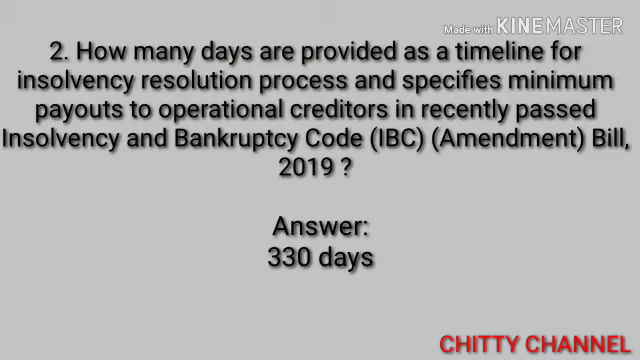 Made with KINEMASTER
2. How many days are provided as a timeline for
insolvency resolution process and specifies minimum
payouts to operational creditors in recently passed
Insolvency and Bankruptcy Code (IBC) (Amendment) Bill,
2019 ?
Answer:
330 days
CHITTY CHANNEL